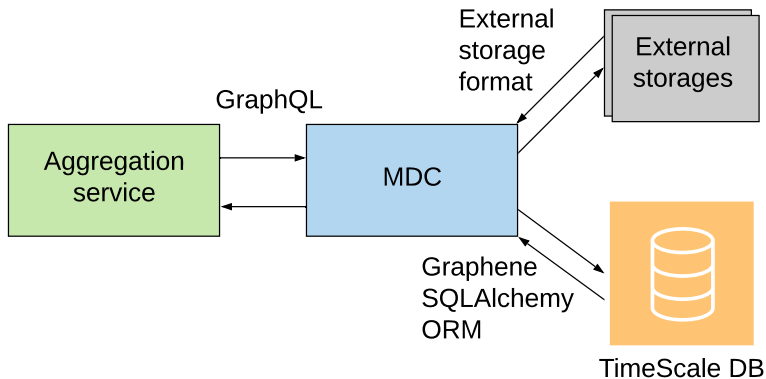 External
storage
format
External
storages
GraphQL
Aggregation
service
MDC
Graphene
SQLAlchemy
ORM
TimeScale DB